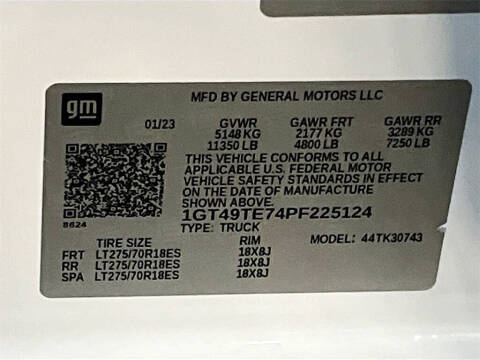 gm
MFD BY GENERAL MOTORS LLC
01/23 GVWR GAWR FRT GAWR RR
5148 KG 2177 KG 3289 KG
11350 LB 4800 LB 7250 LB
THIS VEHICLE CONFORMS TO ALL
APPLICABLE U.S. FEDERAL MOTOR
VEHICLE SAFETY STANDARDS IN EFFECT
ON THE DATE OF MANUFACTURE
SHOWN ABOVE.
1GT49TE74PF225124
8624
TYPE: TRUCK
TIRE SIZE RIM MODEL: 44TK30743
FRT LT275/70R18ES 18X8J
RR LT275/70R18ES 18X8J
SPA LT275/70R18ES 18X8J